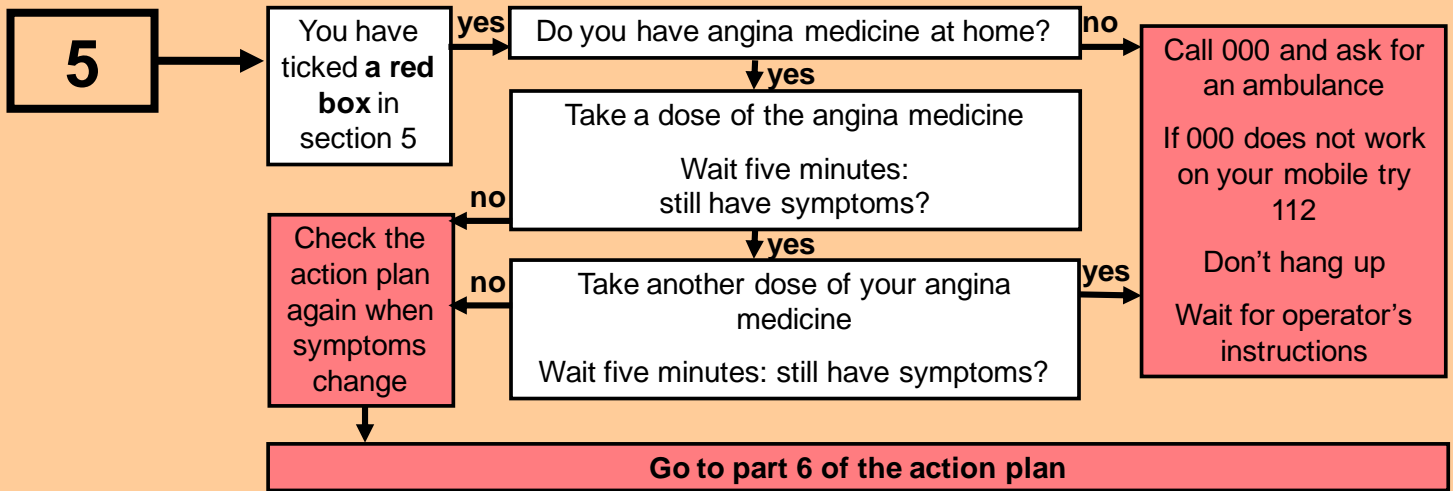 5
You have
ticked a red
box in
section 5
yes
Do you have angina medicine at home?
no
yes
Take a dose of the angina medicine
Wait five minutes:
still have symptoms?
no
yes
Take another dose of your angina
medicine
Wait five minutes: still have symptoms?
no
yes
Check the
action plan
again when
symptoms
change
Call 000 and ask for
an ambulance
If 000 does not work
on your mobile try
112
Don’t hang up
Wait for operator’s
instructions
Go to part 6 of the action plan